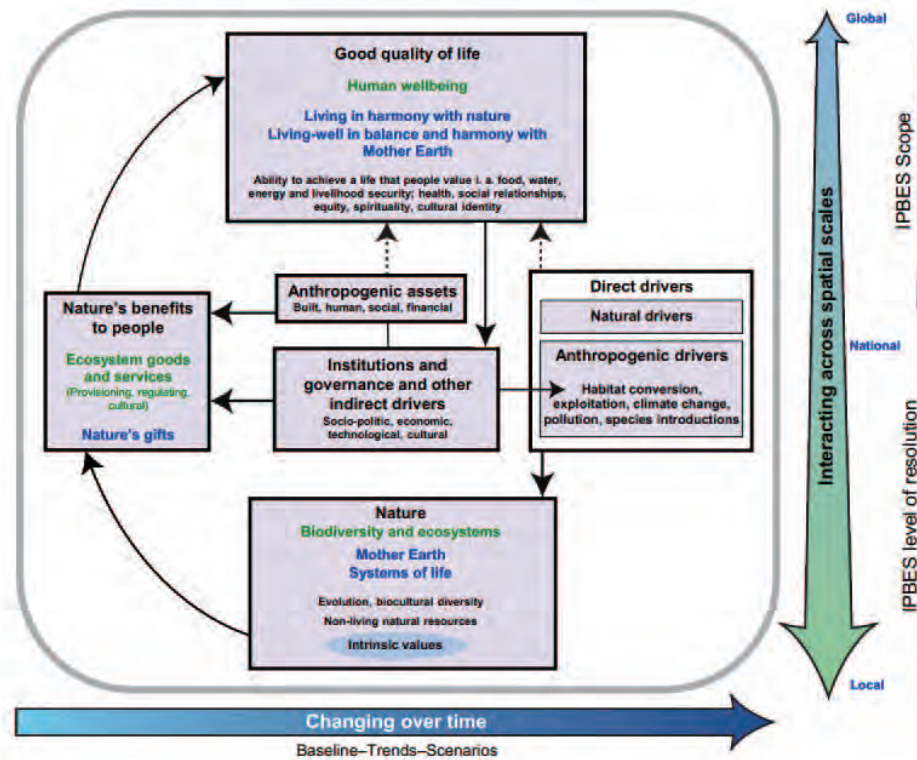 Good quality of life
Human wellbeing
Living in harmony with nature
Living-well in balance and harmony with
Mother Earth
Ability to achieve a life that people value i. a. food, water,
energy and livelihood security; health, social relationships,
equity, spirituality, cultural identity
Nature's benefits
to people
Ecosystem goods
and services
(Provisioning, regulating,
cultural)
Nature's gifts
Anthropogenic assets
Built, human, social, financial
Institutions and
governance and other
indirect drivers
Socio-politic, economic,
technological, cultural
Direct drivers
Natural drivers
Anthropogenic drivers
Habitat conversion,
exploitation, climate change,
pollution, species introductions
Nature
Biodiversity and ecosystems
Mother Earth
Systems of life
Evolution, biocultural diversity
Non-living natural resources
Intrinsic values
Global
National
Local
Interacting across spatial scales
IPBES Scope
IPBES level of resolution
Changing over time
Baseline–Trends–Scenarios